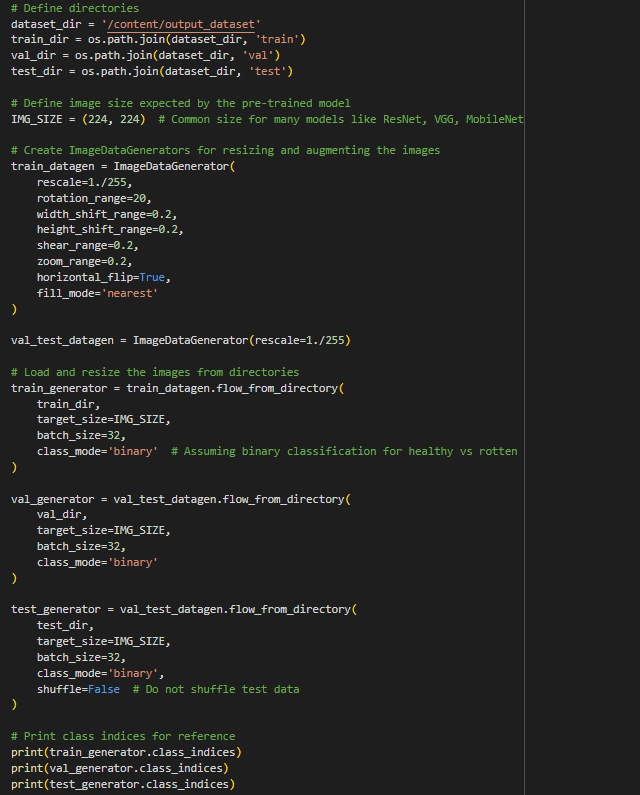 # Define directories
dataset_dir = '/content/output_dataset'
train_dir = os.path.join(dataset_dir, 'train')
val_dir = os.path.join(dataset_dir, 'val')
test_dir = os.path.join(dataset_dir, 'test')

# Define image size expected by the pre-trained model
IMG_SIZE = (224, 224)  # Common size for many models like ResNet, VGG, MobileNet

# Create ImageDataGenerators for resizing and augmenting the images
train_datagen = ImageDataGenerator(
    rescale=1./255,
    rotation_range=20,
    width_shift_range=0.2,
    height_shift_range=0.2,
    shear_range=0.2,
    zoom_range=0.2,
    horizontal_flip=True,
    fill_mode='nearest'
)

val_test_datagen = ImageDataGenerator(rescale=1./255)

# Load and resize the images from directories
train_generator = train_datagen.flow_from_directory(
    train_dir,
    target_size=IMG_SIZE,
    batch_size=32,
    class_mode='binary'  # Assuming binary classification for healthy vs rotten
)

val_generator = val_test_datagen.flow_from_directory(
    val_dir,
    target_size=IMG_SIZE,
    batch_size=32,
    class_mode='binary'
)

test_generator = val_test_datagen.flow_from_directory(
    test_dir,
    target_size=IMG_SIZE,
    batch_size=32,
    class_mode='binary',
    shuffle=False  # Do not shuffle test data
)

# Print class indices for reference
print(train_generator.class_indices)
print(val_generator.class_indices)
print(test_generator.class_indices)